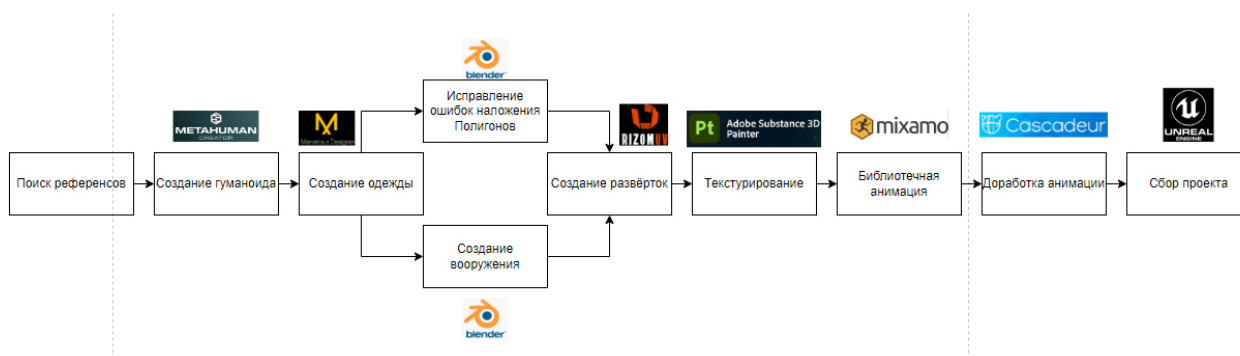 blender
Исправление
ошибок наложения
Полигонов
METAHUMAN
CREATOR
Marvelous Designer
RIZOMUV
Pt
Adobe Substance 3D
Painter
mixamo
Cascadeur
UNREAL
ENGINE
Поиск референсов
Создание гуманоида
Создание одежды
Создание развёрток
Текстурирование
Библиотечная
анимация
Доработка анимации
Сбор проекта
Создание
вооружения
blender